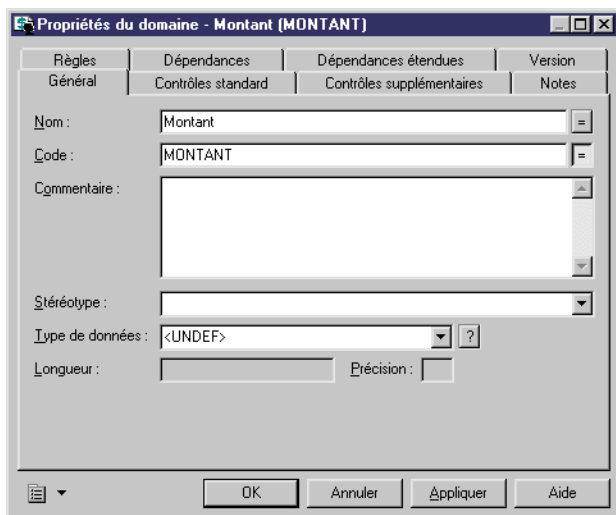 Propriétés du domaine - Montant (MONTANT)
Règles Dépendances Dépendances étendues Version
Général Contrôles standard Contrôles supplémentaires Notes
Nom : Montant =
Code : MONTANT =
Commentaire :
Stéréotype :
Type de données : <UNDEF> ?
Longueur : Précision :
OK Annuler Appliquer Aide